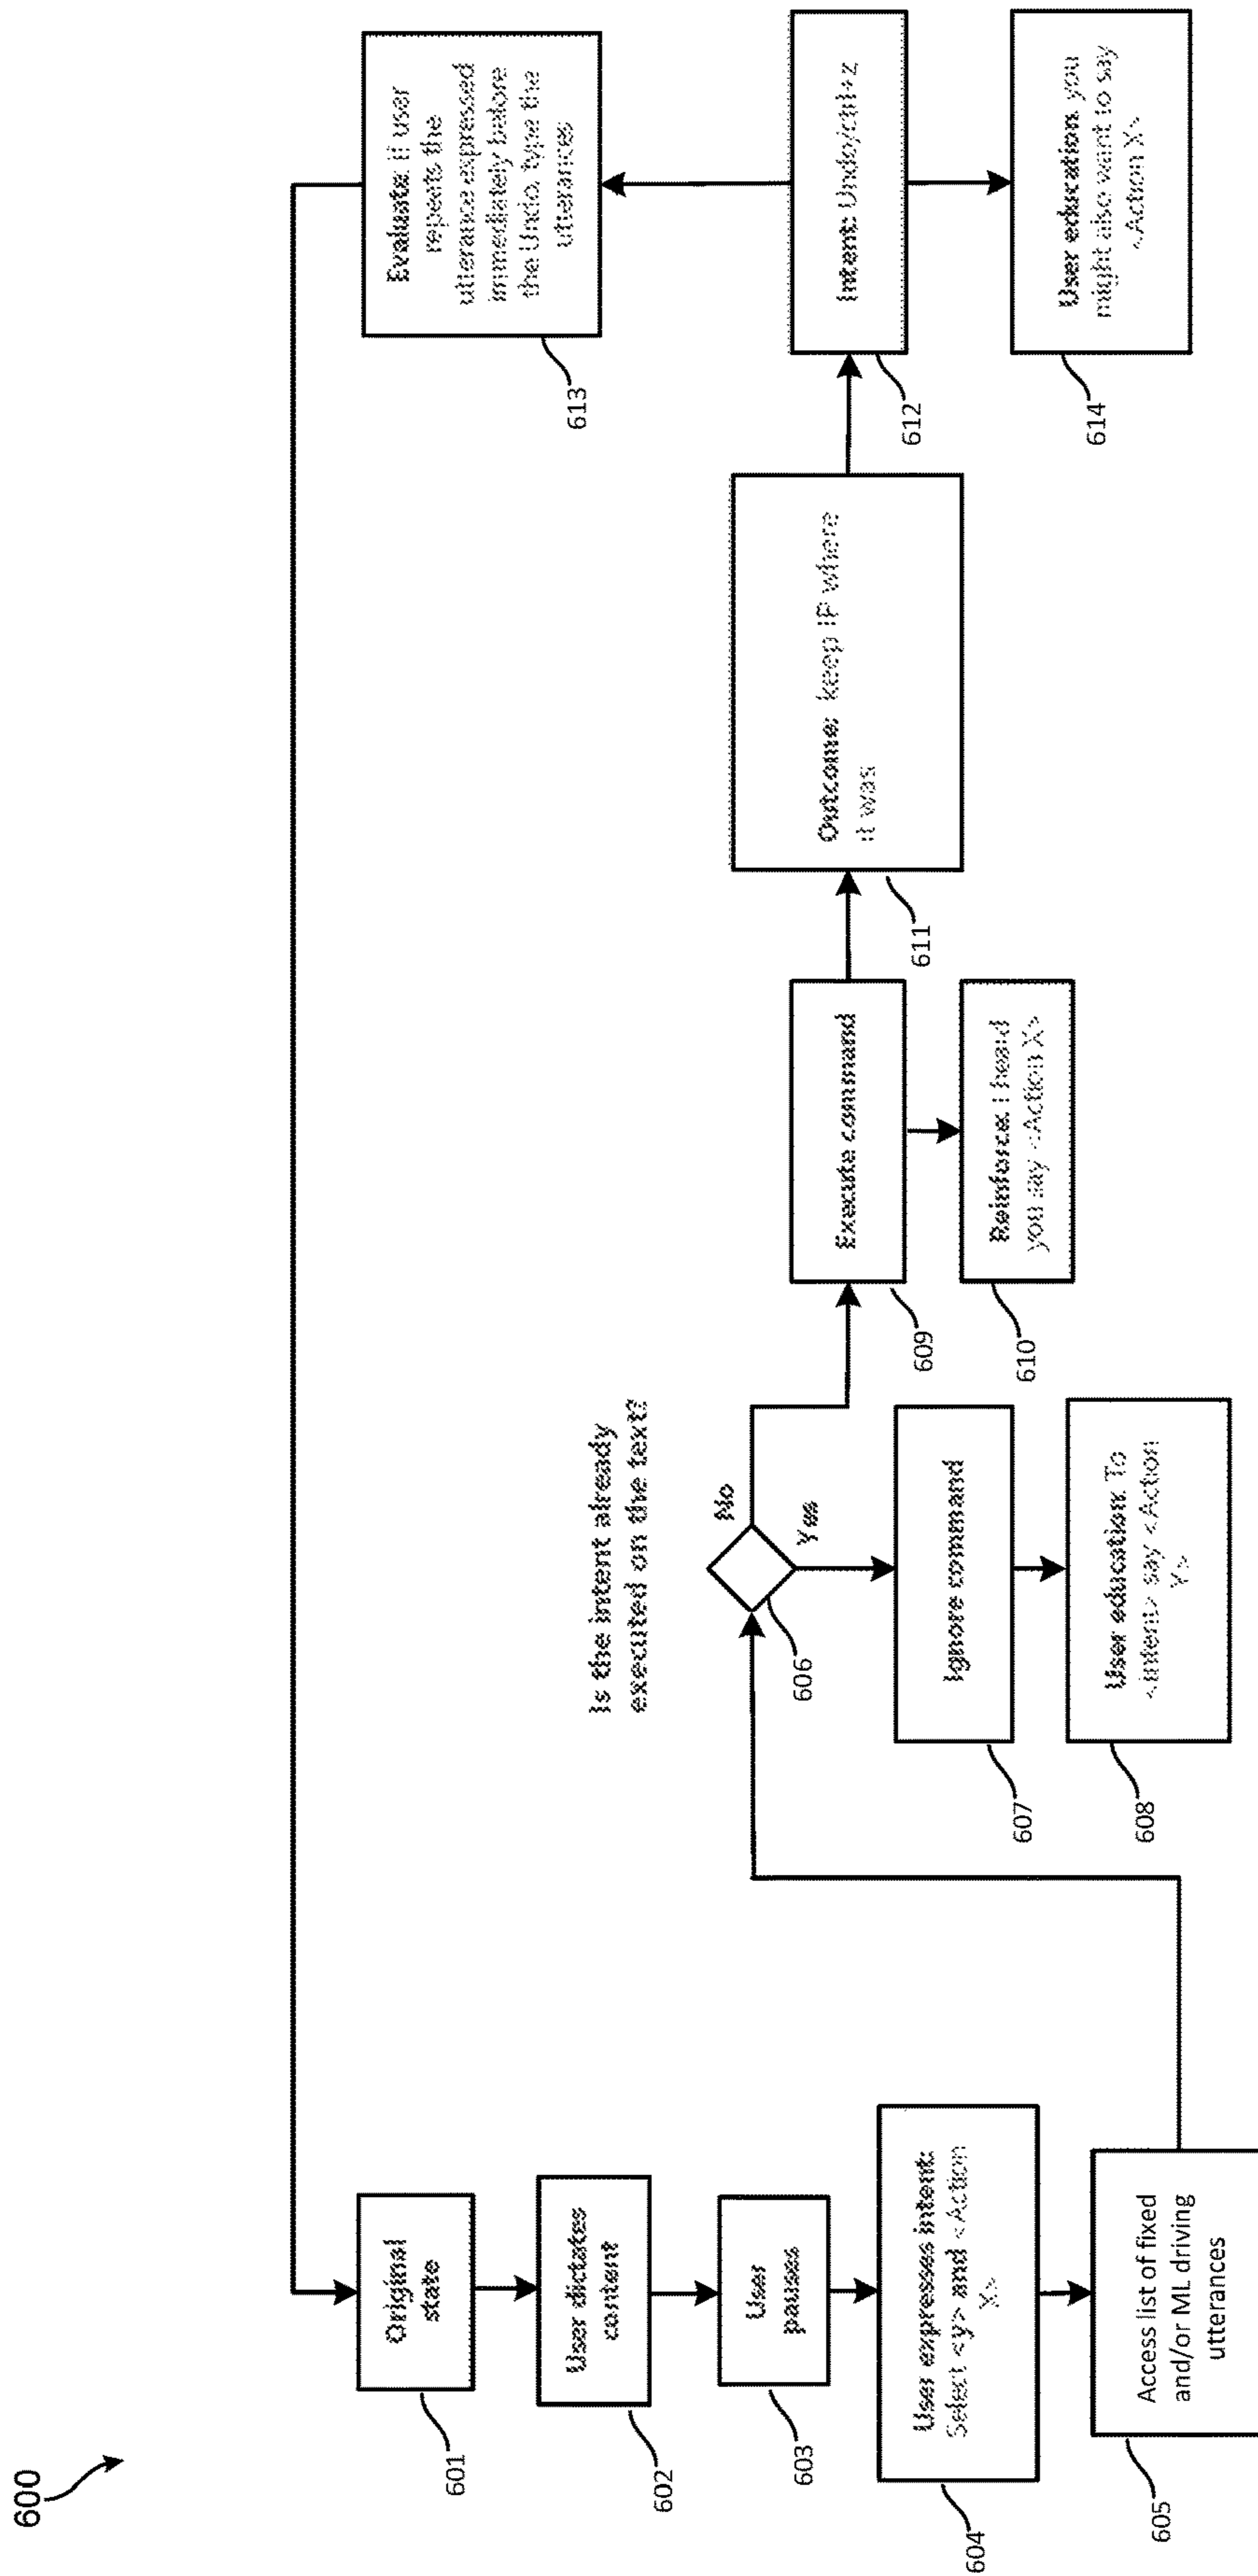 600
Original
state
601
User dictates
content
602
User
pauses
603
User expresses intent:
Select <y> and <Action
X>
604
Access list of fixed
and/or ML driving
utterances
605
Is the intent already
executed on the text?
606
No
Yes
Ignore command
607
User education: To
<intent> say <Action
Y>
608
Execute command
609
Reinforce: I heard
you say <Action X>
610
Outcome: keep IP where
it was
611
Intent: Undo/ctrl+z
612
Evaluate: if user
repeats the
utterance expressed
immediately before
the Undo, type the
utterances
613
User education: you
might also want to say
<Action X>
614